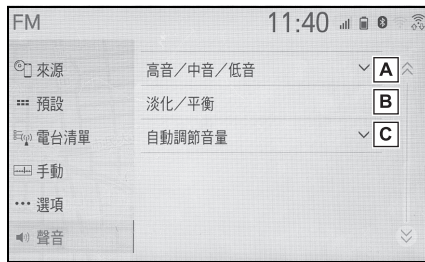 FM 11:40
來源
高音／中音／低音 A
預設
淡化／平衡 B
電台清單
自動調節音量 C
手動
選項
聲音